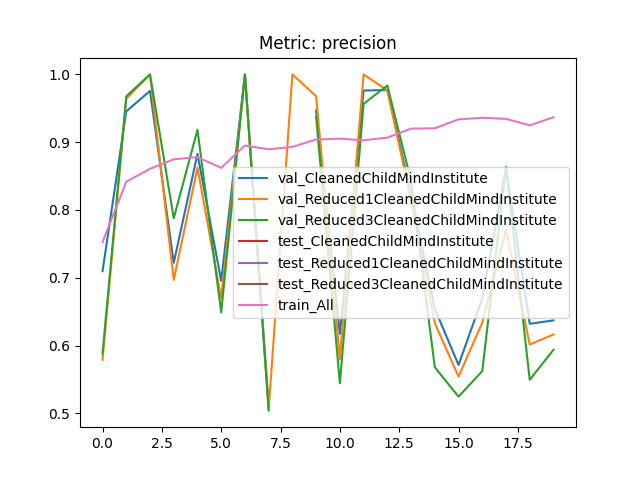 Metric: precision
1.0
0.9
0.8
0.7
0.6
0.5
val_CleanedChildMindInstitute
val_Reduced1CleanedChildMindInstitute
val_Reduced3CleanedChildMindInstitute
test_CleanedChildMindInstitute
test_Reduced1CleanedChildMindInstitute
test_Reduced3CleanedChildMindInstitute
train_All
0.0 2.5 5.0 7.5 10.0 12.5 15.0 17.5